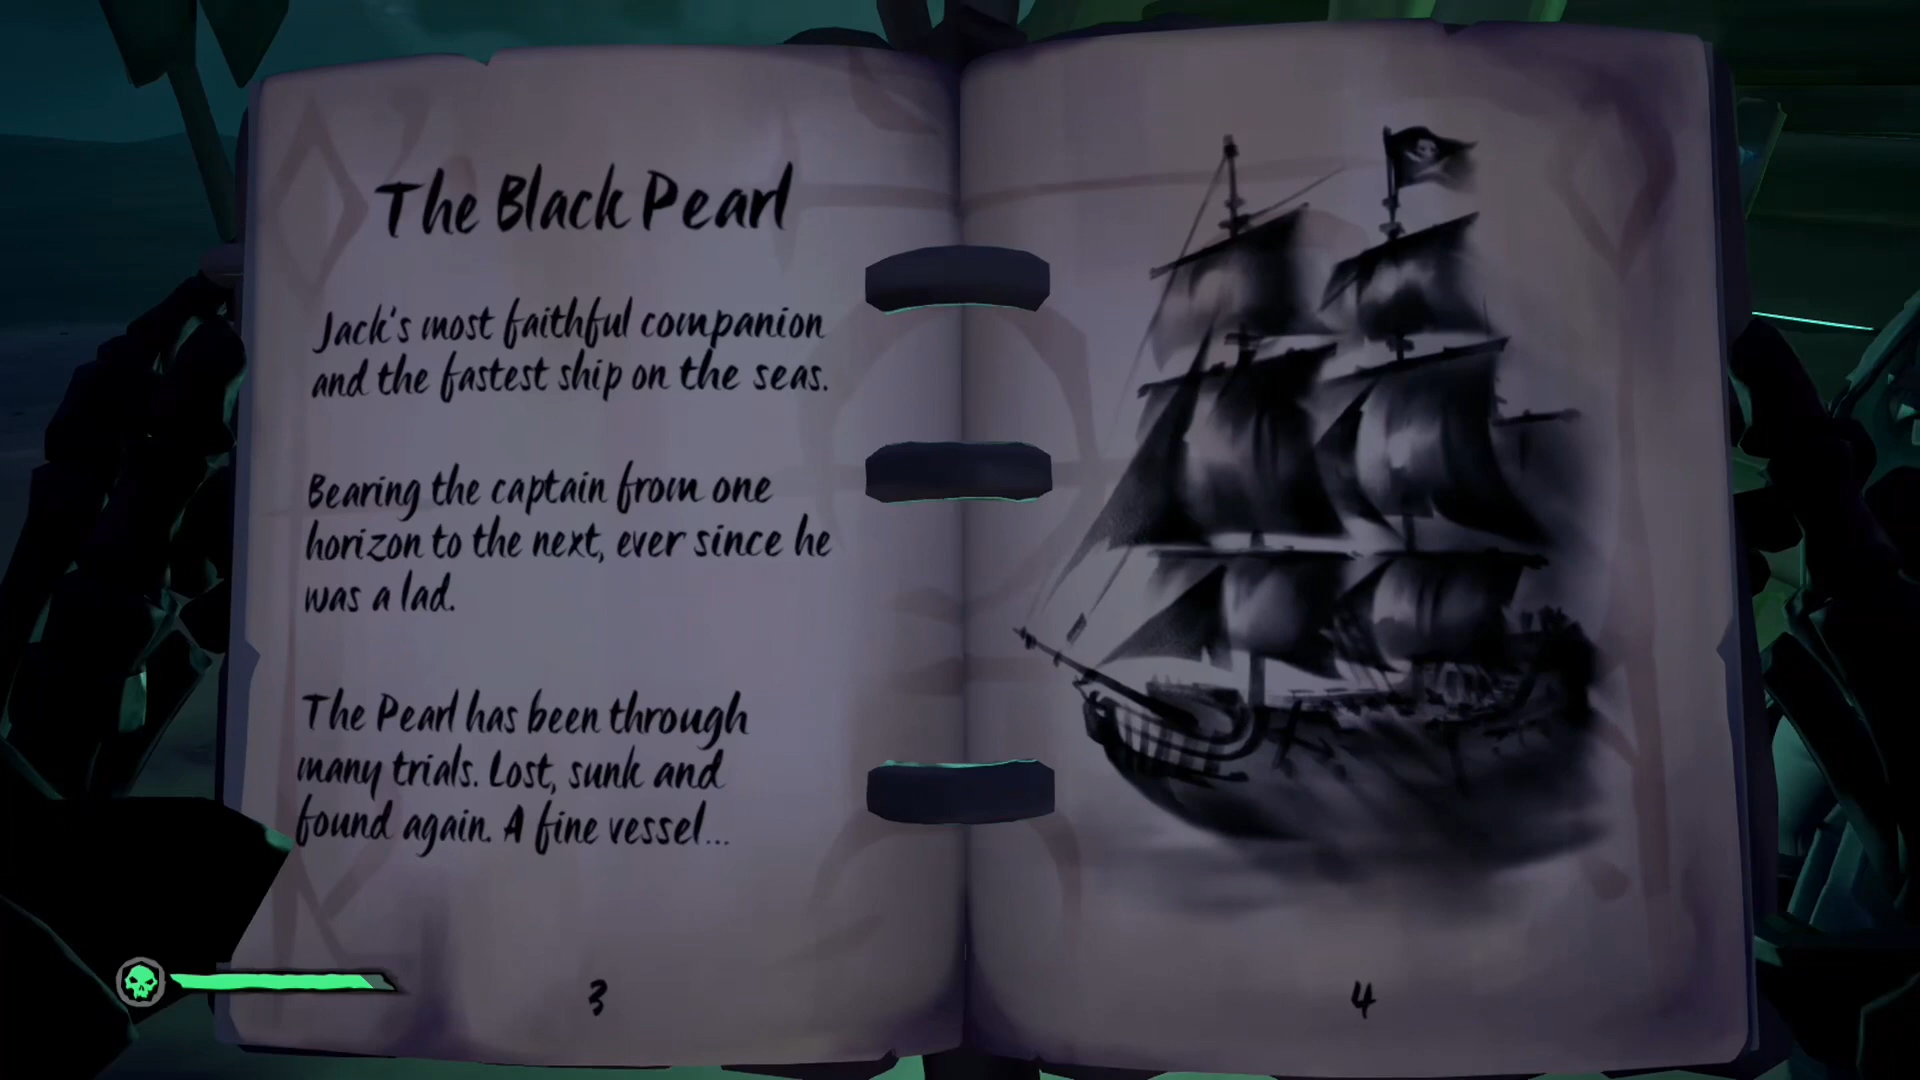 The Black Pearl
Jack's most faithful companion
and the fastest ship on the seas.
Bearing the captain from one
horizon to the next, ever since he
was a lad.
The Pearl has been through
many trials. Lost, sunk and
found again. A fine vessel...
3
4